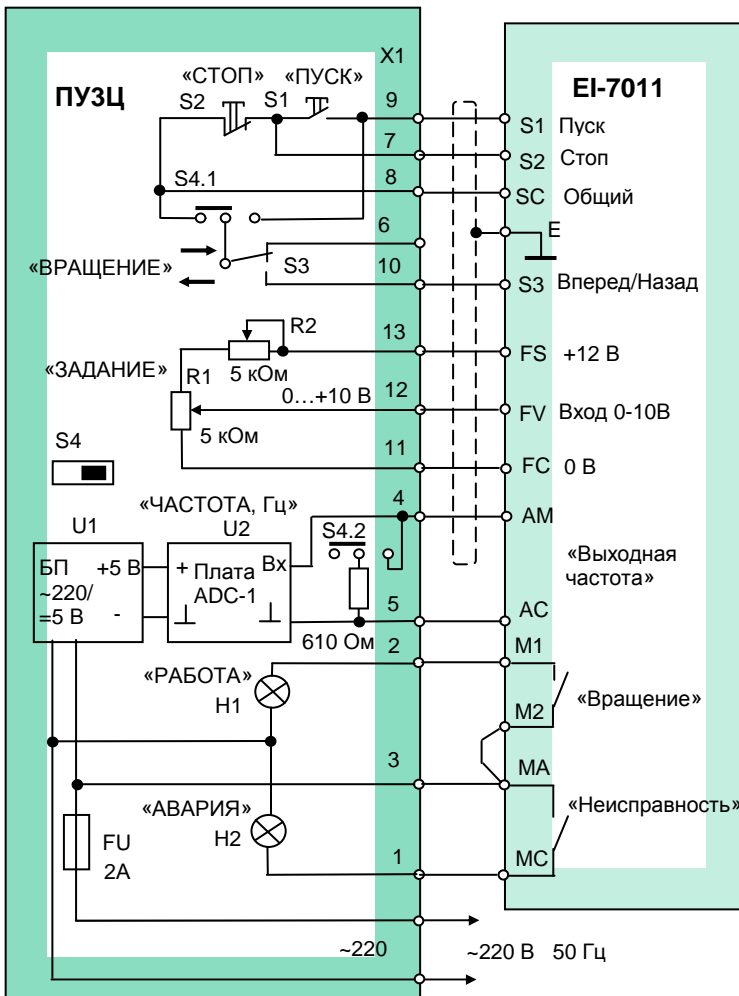 X1
ПУ3Ц
«СТОП» «ПУСК»
S2
S1
9
7
8
S4.1
6
10
S3
«ВРАЩЕНИЕ»
R2
13
5 кОм
«ЗАДАНИЕ»
R1
0…+10 В
12
5 кОм
11
S4
«ЧАСТОТА, Гц»
4
U1
U2
S4.2
БП
+5 В
~220/
=5 В
-
+
Плата
ADC-1
Вх
5
610 Ом
2
«РАБОТА»
H1
3
«АВАРИЯ»
H2
FU
2А
1
~220
~220 В 50 Гц
EI-7011
S1 Пуск
S2 Стоп
SC Общий
E
S3 Вперед/Назад
FS +12 В
FV Вход 0-10В
FC 0 В
AM
«Выходная
частота»
AC
M1
M2
«Вращение»
MA
«Неисправность»
MC